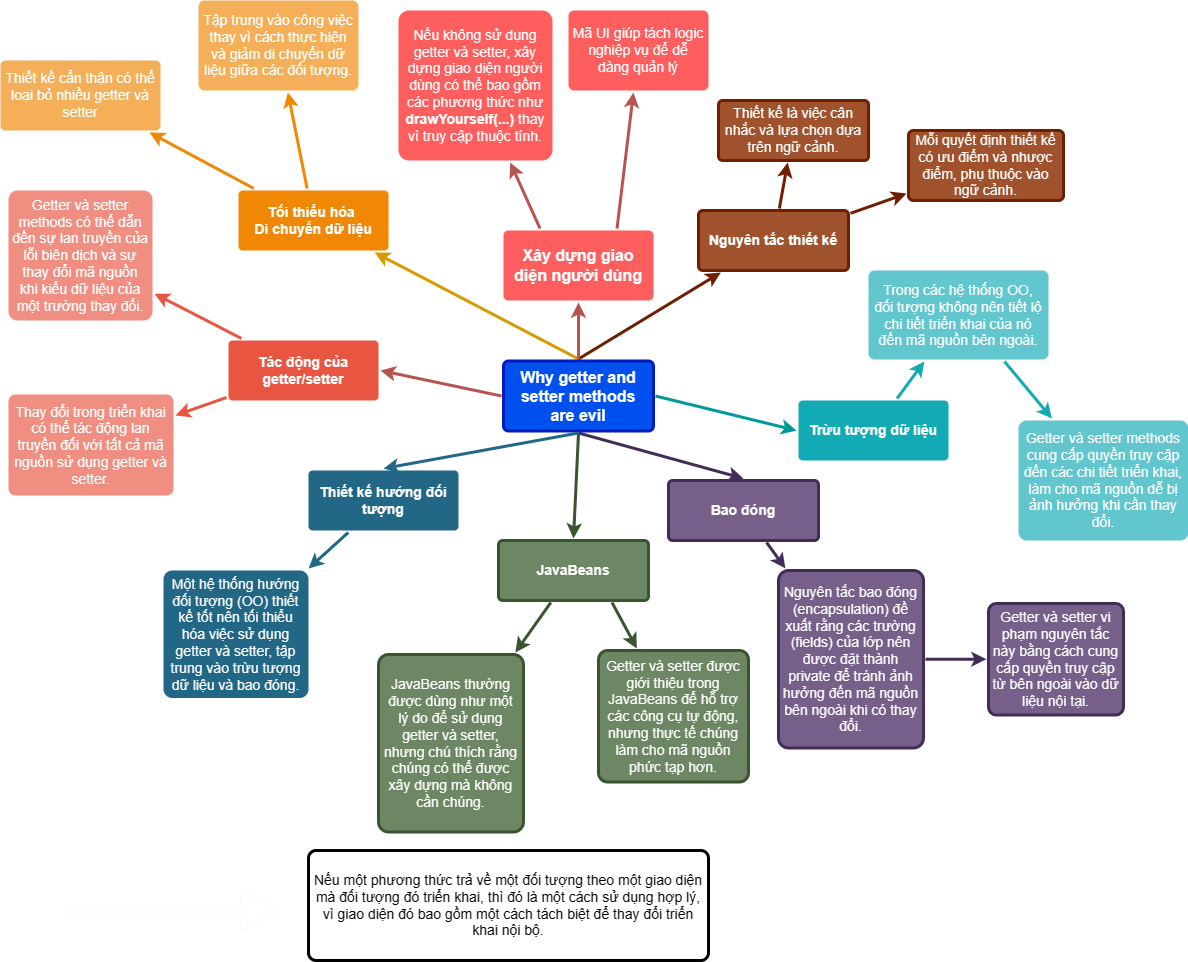 Tập trung vào công việc
thay vì cách thực hiện
và giảm di chuyển dữ
liệu giữa các đối tượng.
Thiết kế cẩn thận có thể
loại bỏ nhiều getter và
setter
Nếu không sử dụng
getter và setter, xây
dựng giao diện người
dùng có thể bao gồm
các phương thức như
drawYourself(...) thay
vì truy cập thuộc tính.
Mã UI giúp tách logic
nghiệp vụ để dễ
dàng quản lý
Thiết kế là việc cân
nhắc và lựa chọn dựa
trên ngữ cảnh.
Mỗi quyết định thiết kế
có ưu điểm và nhược
điểm, phụ thuộc vào
ngữ cảnh.
Getter và setter
methods có thể dẫn
đến sự lan truyền của
lỗi biên dịch và sự
thay đổi mã nguồn
khi kiểu dữ liệu của
một trường thay đổi.
Tối thiểu hóa
Di chuyển dữ liệu
Xây dựng giao
diện người dùng
Nguyên tắc thiết kế
Trong các hệ thống OO,
đối tượng không nên tiết lộ
chi tiết triển khai của nó
đến mã nguồn bên ngoài.
Tác động của
getter/setter
Why getter and
setter methods
are evil
Trừu tượng dữ liệu
Thay đổi trong triển khai
có thể tác động lan
truyền đối với tất cả mã
nguồn sử dụng getter và
setter.
Getter và setter methods
cung cấp quyền truy cập
đến các chi tiết triển khai,
làm cho mã nguồn dễ bị
ảnh hưởng khi cần thay
đổi.
Thiết kế hướng đối
tượng
Bao đóng
JavaBeans
Một hệ thống hướng
đối tượng (OO) thiết
kế tốt nên tối thiểu
hóa việc sử dụng
getter và setter, tập
trung vào trừu tượng
dữ liệu và bao đóng.
Nguyên tắc bao đóng
(encapsulation) đề
xuất rằng các trường
(fields) của lớp nên
được đặt thành
private để tránh ảnh
hưởng đến mã nguồn
bên ngoài khi có thay
đổi.
Getter và setter vi
phạm nguyên tắc
này bằng cách cung
cấp quyền truy cập
từ bên ngoài vào dữ
liệu nội tại.
JavaBeans thường
được dùng như một
lý do để sử dụng
getter và setter,
nhưng chú thích rằng
chúng có thể được
xây dựng mà không
cần chúng.
Getter và setter được
giới thiệu trong
JavaBeans để hỗ trợ
các công cụ tự động,
nhưng thực tế chúng
làm cho mã nguồn
phức tạp hơn.
Nếu một phương thức trả về một đối tượng theo một giao diện
mà đối tượng đó triển khai, thì đó là một cách sử dụng hợp lý,
vì giao diện đó bao gồm một cách tách biệt để thay đổi triển
khai nội bộ.